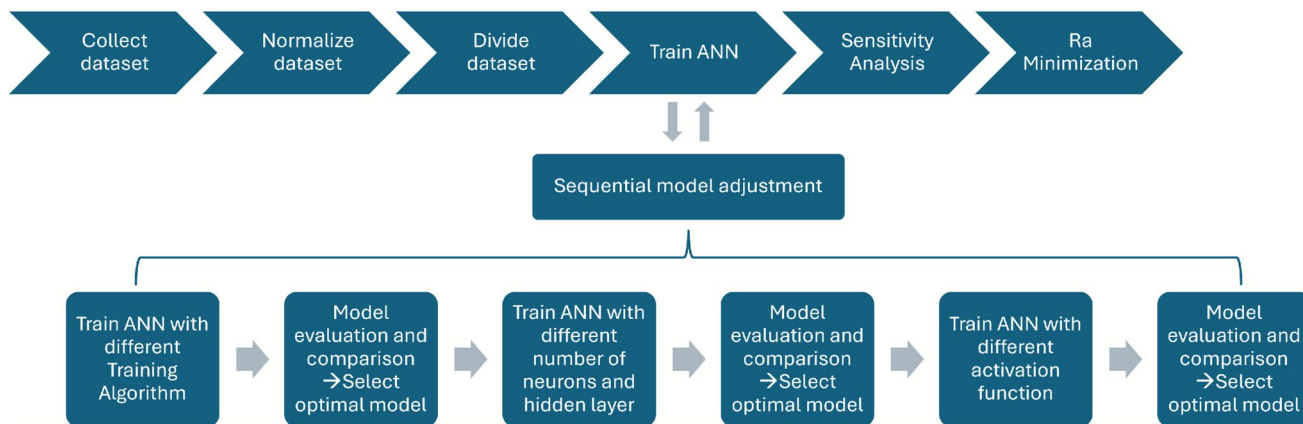 Collect
dataset
Normalize
dataset
Divide
dataset
Train ANN
Sensitivity
Analysis
Ra
Minimization
Sequential model adjustment
Train ANN with
different
Training
Algorithm
Model
evaluation and
comparison
→Select
optimal model
Train ANN with
different
number of
neurons and
hidden layer
Model
evaluation and
comparison
→Select
optimal model
Train ANN with
different
activation
function
Model
evaluation and
comparison
→Select
optimal model